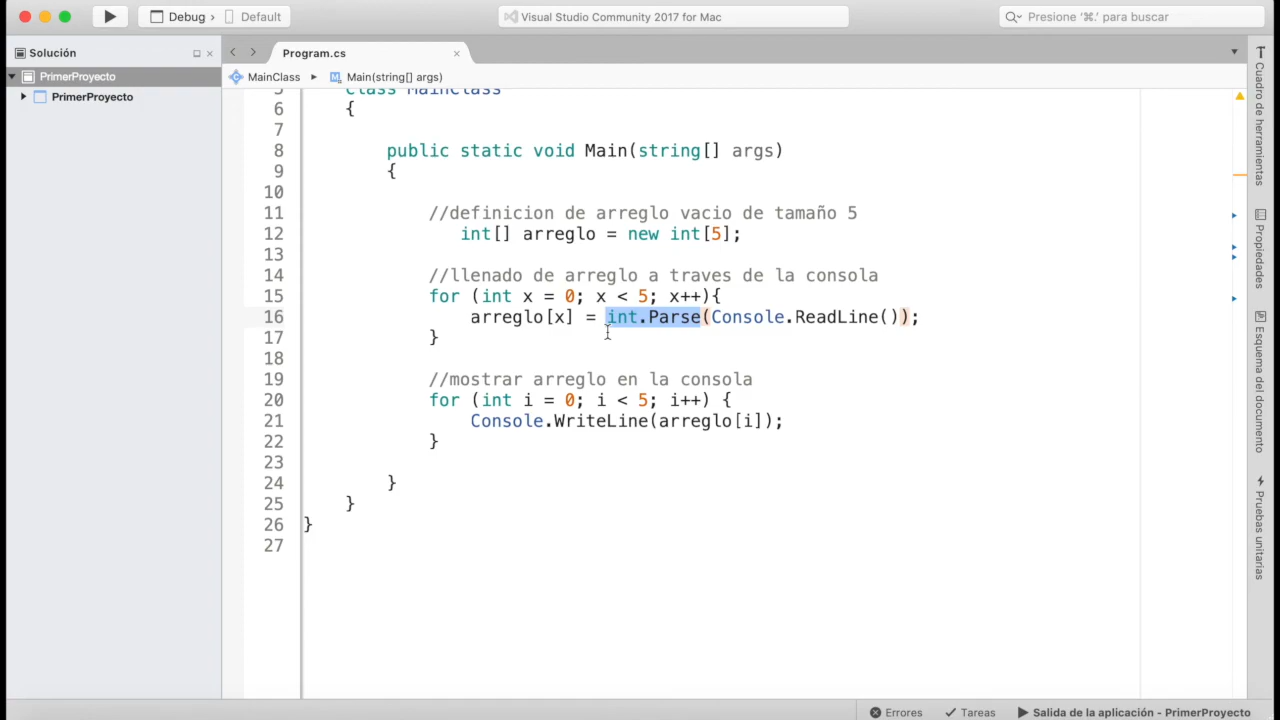 Debug › Default
Visual Studio Community 2017 for Mac
Presione '⌘.' para buscar
Solución
Program.cs
PrimerProyecto
PrimerProyecto
MainClass ▸ Main(string[] args)
5 class MainClass
6 {
7
8 public static void Main(string[] args)
9 {
10
11 //definicion de arreglo vacio de tamaño 5
12 int[] arreglo = new int[5];
13
14 //llenado de arreglo a traves de la consola
15 for (int x = 0; x < 5; x++){
16 arreglo[x] = int.Parse(Console.ReadLine());
17 }
18
19 //mostrar arreglo en la consola
20 for (int i = 0; i < 5; i++) {
21 Console.WriteLine(arreglo[i]);
22 }
23
24 }
25 }
26 }
27
Cuadro de herramientas
Propiedades
Esquema del documento
Pruebas unitarias
Errores
Tareas
Salida de la aplicación - PrimerProyecto